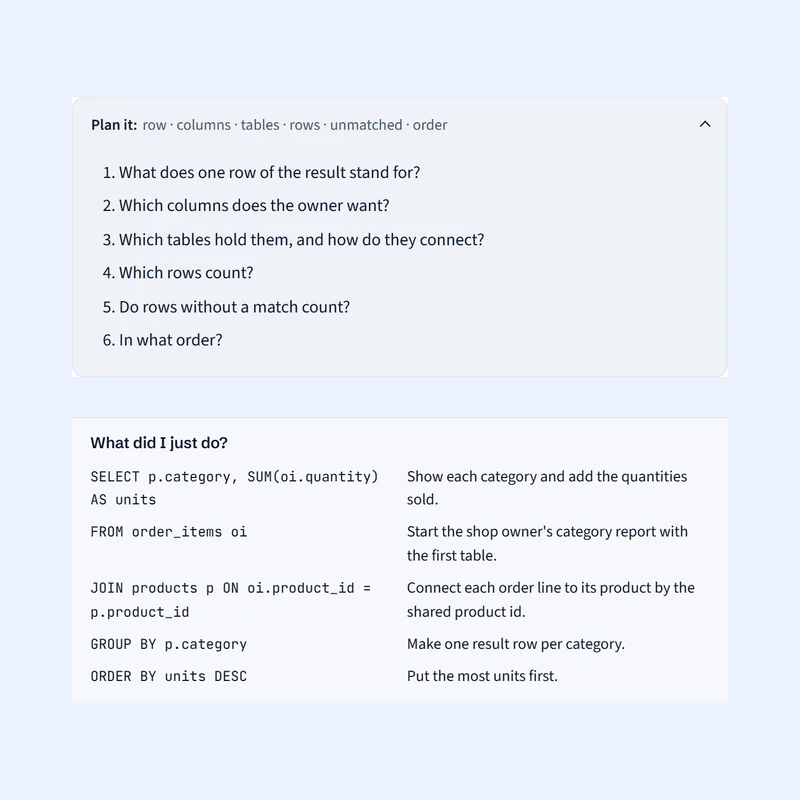 Plan it: row · columns · tables · rows · unmatched · order
1. What does one row of the result stand for?
2. Which columns does the owner want?
3. Which tables hold them, and how do they connect?
4. Which rows count?
5. Do rows without a match count?
6. In what order?
What did I just do?
SELECT p.category, SUM(oi.quantity)
AS units
Show each category and add the quantities
sold.
FROM order_items oi
Start the shop owner's category report with
the first table.
JOIN products p ON oi.product_id =
p.product_id
Connect each order line to its product by the
shared product id.
GROUP BY p.category
Make one result row per category.
ORDER BY units DESC
Put the most units first.